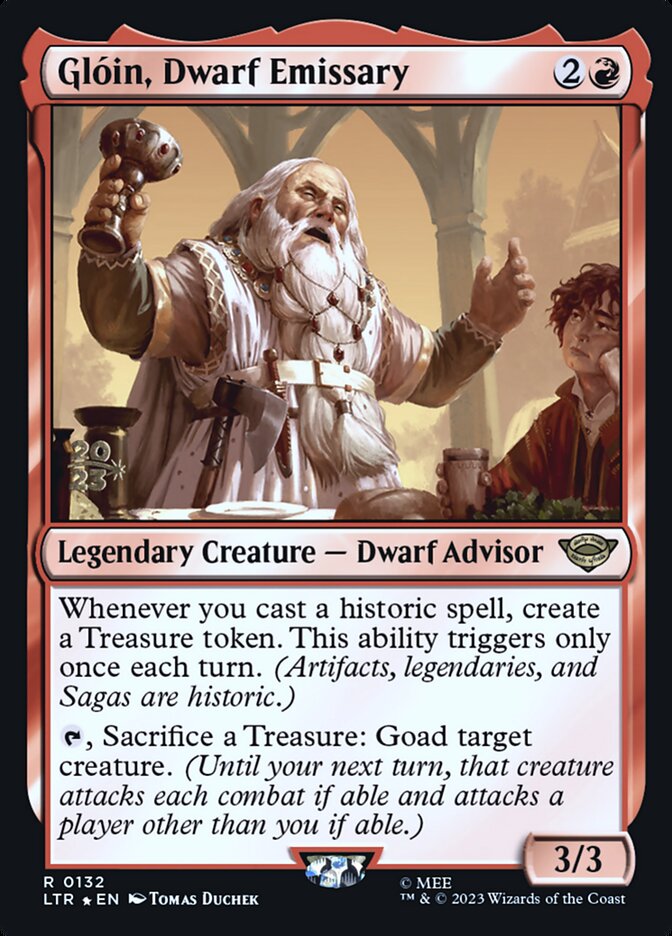 Glóin, Dwarf Emissary 2
20
23
Legendary Creature — Dwarf Advisor
Whenever you cast a historic spell, create
a Treasure token. This ability triggers only
once each turn. (Artifacts, legendaries, and
Sagas are historic.)
, Sacrifice a Treasure: Goad target
creature. (Until your next turn, that creature
attacks each combat if able and attacks a
player other than you if able.)
3/3
R 0132
LTR ★ EN Tomas Duchek
© MEE
™ & © 2023 Wizards of the Coast